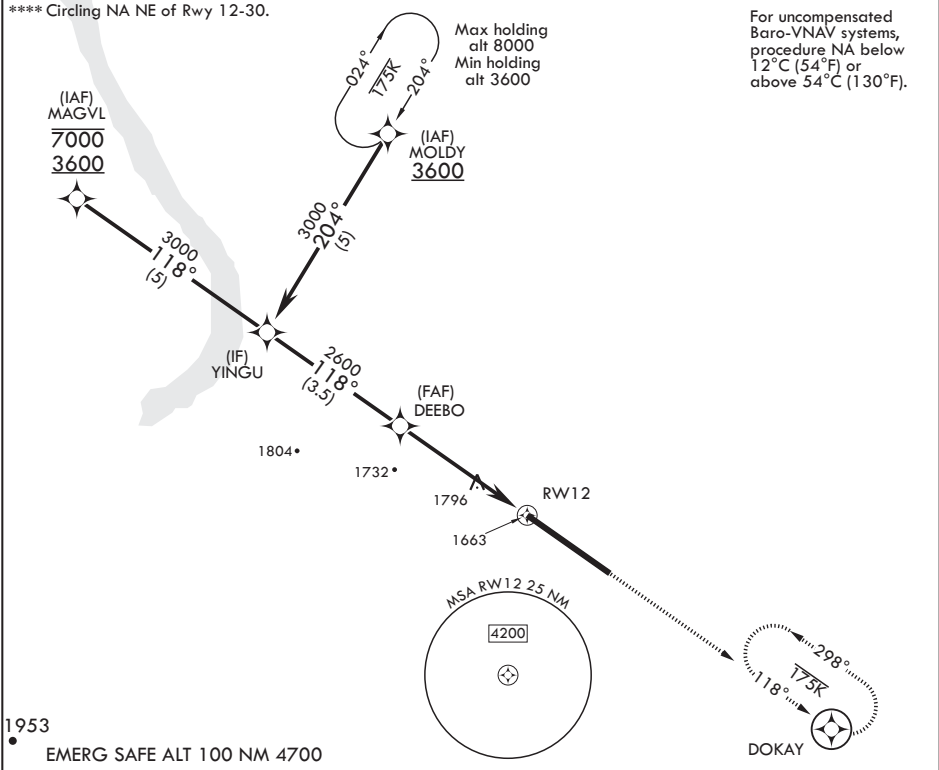 **** Circling NA NE of Rwy 12-30.
Max holding
alt 8000
Min holding
alt 3600
For uncompensated
Baro-VNAV systems,
procedure NA below
12°C (54°F) or
above 54°C (130°F).
024°
175K
204°
(IAF)
MAGVL
7000
3600
(IAF)
MOLDY
3600
3000
204°
(5)
3000
118°
(5)
(IF)
YINGU
2600
118°
(3.5)
(FAF)
DEEBO
1804
1732
1796
RW12
1663
MSA RW12 25 NM
4200
298°
175K
118°
DOKAY
1953
EMERG SAFE ALT 100 NM 4700